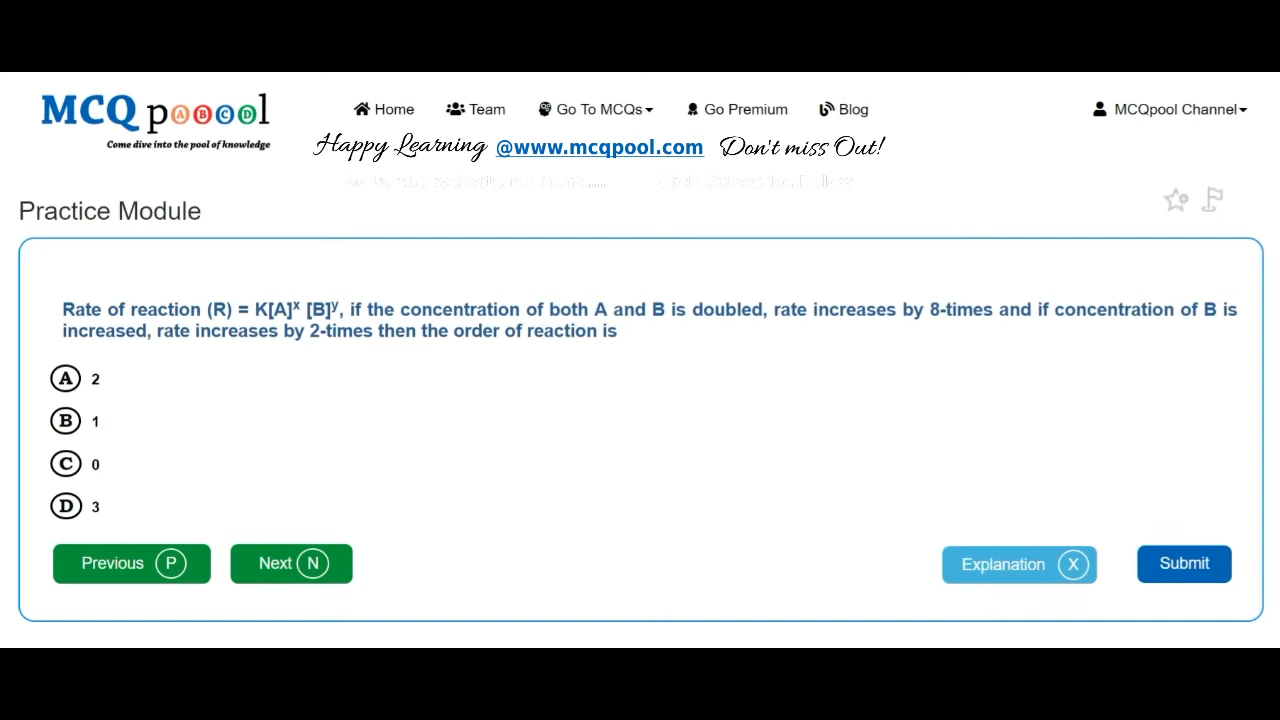 MCQ pABCDl
Come dive into the pool of knowledge
Home Team Go To MCQs Go Premium Blog MCQpool Channel
Happy Learning @www.mcqpool.com Don't miss Out!
Practice Module
Rate of reaction (R) = K[A]ˣ [B]ʸ, if the concentration of both A and B is doubled, rate increases by 8-times and if concentration of B is
increased, rate increases by 2-times then the order of reaction is
A 2
B 1
C 0
D 3
Previous P Next N Explanation X Submit